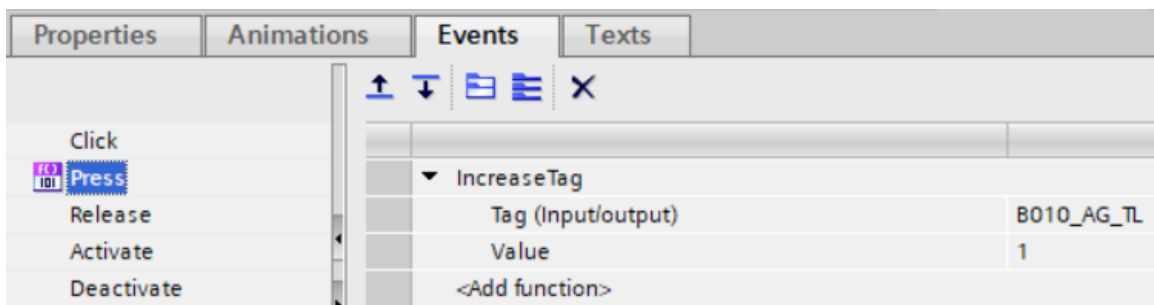 Properties Animations Events Texts
Click
Press
Release
Activate
Deactivate
IncreaseTag
Tag (Input/output) B010_AG_TL
Value 1
<Add function>